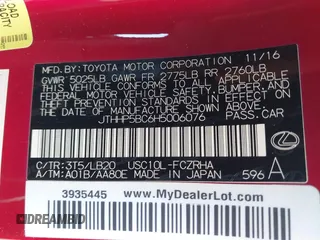 LOAD
CAPACITY
MFD. BY: TOYOTA MOTOR CORPORATION 11/16
GVWR 5025LB GAWR FR 2775LB RR 2760LB
THIS VEHICLE CONFORMS TO ALL APPLICABLE
FEDERAL MOTOR VEHICLE SAFETY, BUMPER, AND
THEFT PREVENTION STANDARDS IN EFFECT ON
THE DATE OF MANUFACTURE SHOWN ABOVE.
JTHHP5BC6H5006076
PASS. CAR
C/TR: 3T5/LB20 USC10L-FCZRHA
A/TM: A01B/AA80E MADE IN JAPAN 596 A
3935445 www.MyDealerLot.com
DREAMBID